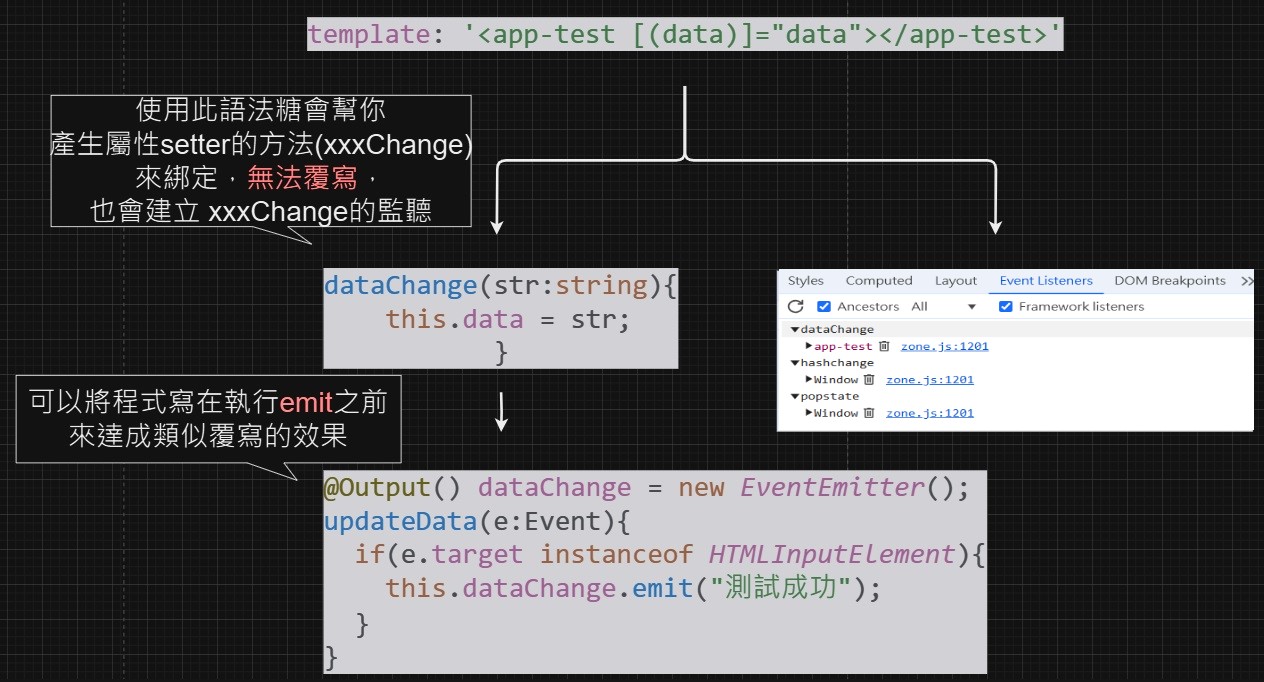 template: '<app-test [(data)]="data"></app-test>'
使用此語法糖會幫你
產生屬性setter的方法(xxxChange)
來綁定，無法覆寫，
也會建立 xxxChange的監聽
dataChange(str:string){
this.data = str;
}
Styles Computed Layout Event Listeners DOM Breakpoints
Ancestors All Framework listeners
dataChange
app-test zone.js:1201
hashchange
Window zone.js:1201
popstate
Window zone.js:1201
可以將程式寫在執行emit之前
來達成類似覆寫的效果
@Output() dataChange = new EventEmitter();
updateData(e:Event){
if(e.target instanceof HTMLInputElement){
this.dataChange.emit("測試成功");
}
}